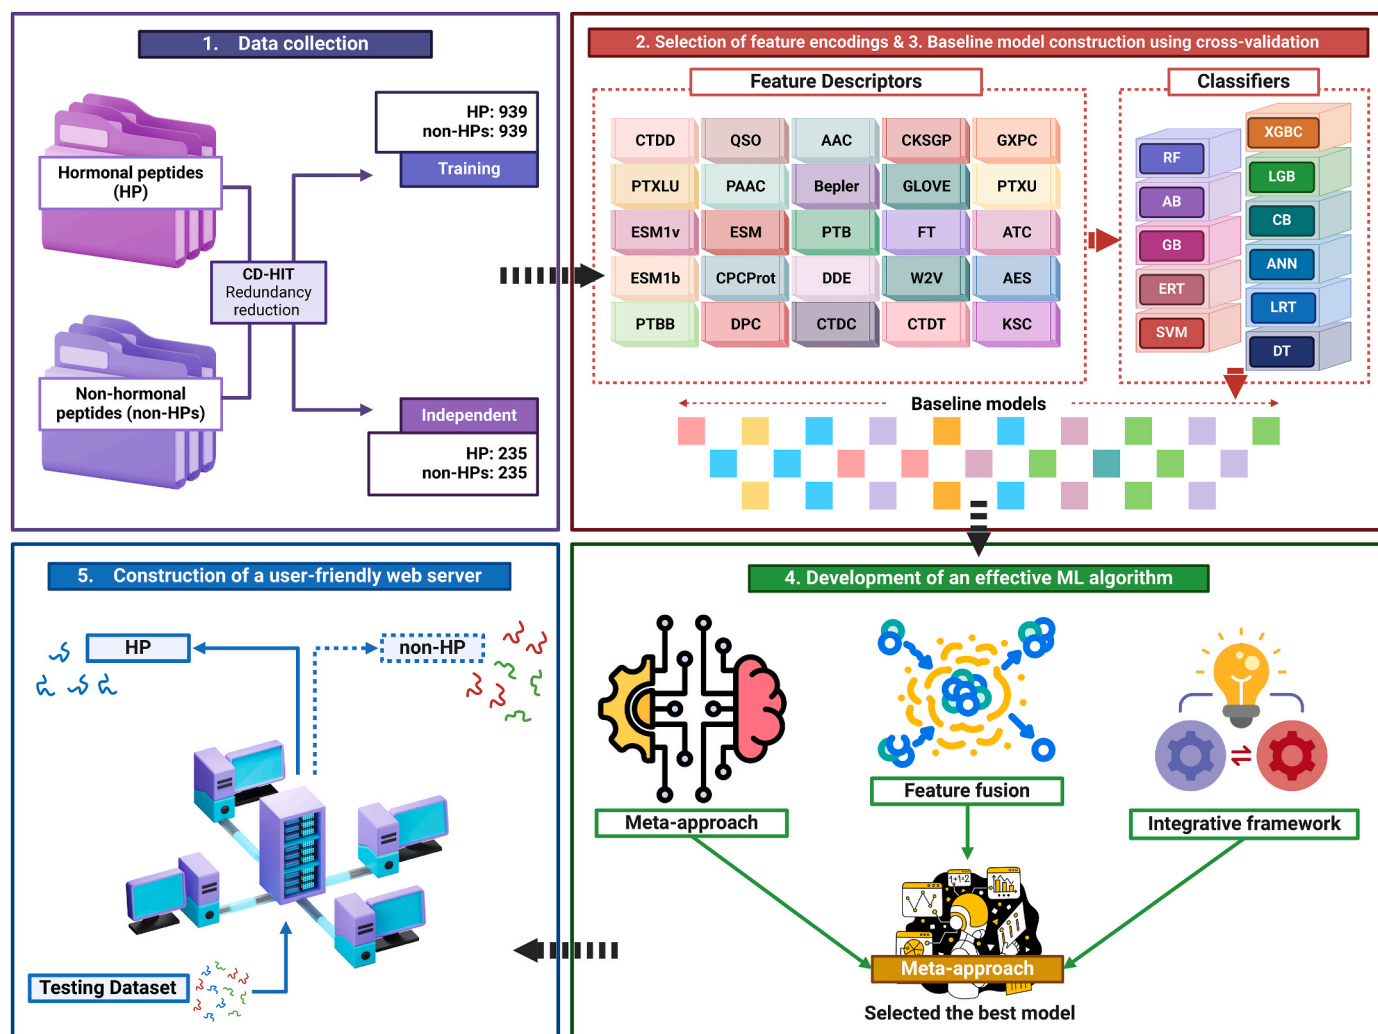 1. Data collection
Hormonal peptides
(HP)
Non-hormonal
peptides (non-HPs)
CD-HIT
Redundancy
reduction
HP: 939
non-HPs: 939
Training
Independent
HP: 235
non-HPs: 235
2. Selection of feature encodings & 3. Baseline model construction using cross-validation
Feature Descriptors
CTDD QSO AAC CKSGP GXPC
PTXLU PAAC Bepler GLOVE PTXU
ESM1v ESM PTB FT ATC
ESM1b CPCProt DDE W2V AES
PTBB DPC CTDC CTDT KSC
Classifiers
RF
AB
GB
ERT
SVM
XGBC
LGB
CB
ANN
LRT
DT
Baseline models
4. Development of an effective ML algorithm
Meta-approach
Feature fusion
Integrative framework
1+1=2
Meta-approach
Selected the best model
5. Construction of a user-friendly web server
HP
non-HP
Testing Dataset